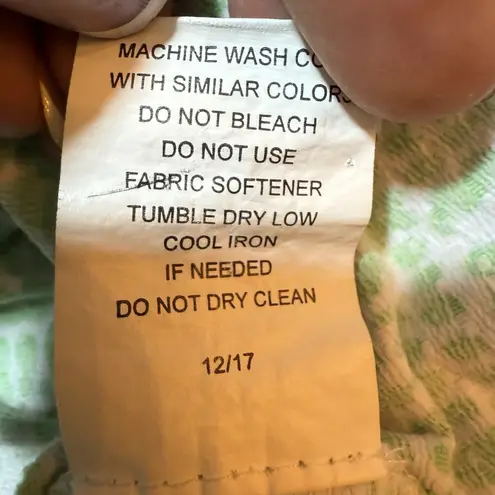 MACHINE WASH CO
WITH SIMILAR COLORS
DO NOT BLEACH
DO NOT USE
FABRIC SOFTENER
TUMBLE DRY LOW
COOL IRON
IF NEEDED
DO NOT DRY CLEAN
12/17